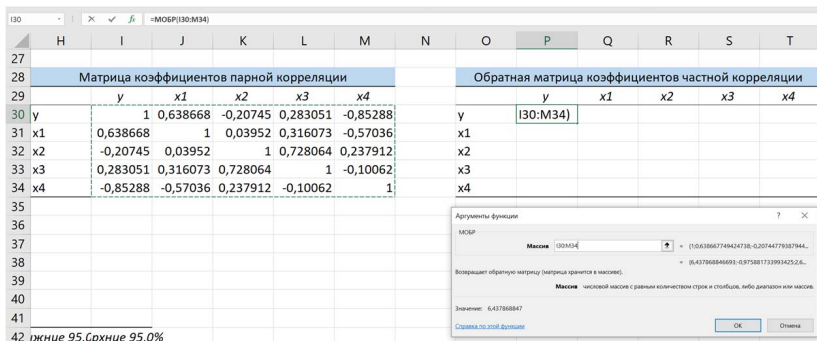 I30 =МОБР(I30:M34)
H I J K L M N O P Q R S T
27
28 Матрица коэффициентов парной корреляции Обратная матрица коэффициентов частной корреляции
29 y x1 x2 x3 x4 y x1 x2 x3 x4
30 y 1 0,638668 -0,20745 0,283051 -0,85288 y I30:M34)
31 x1 0,638668 1 0,03952 0,316073 -0,57036 x1
32 x2 -0,20745 0,03952 1 0,728064 0,237912 x2
33 x3 0,283051 0,316073 0,728064 1 -0,10062 x3
34 x4 -0,85288 -0,57036 0,237912 -0,10062 1 x4
35
36
37
38
39
40
41
42 жние 95,0рхние 95,0%
Аргументы функции ? ×
МОБР
Массив I30:M34 = {1;0,638667749424738;-0,20744779387944...
= {6,437868846693;-0,975881733993425;2,6...
Возвращает обратную матрицу (матрица хранится в массиве).
Массив числовой массив с равным количеством строк и столбцов, либо диапазон или массив.
Значение: 6,437868847
Справка по этой функции ОК Отмена